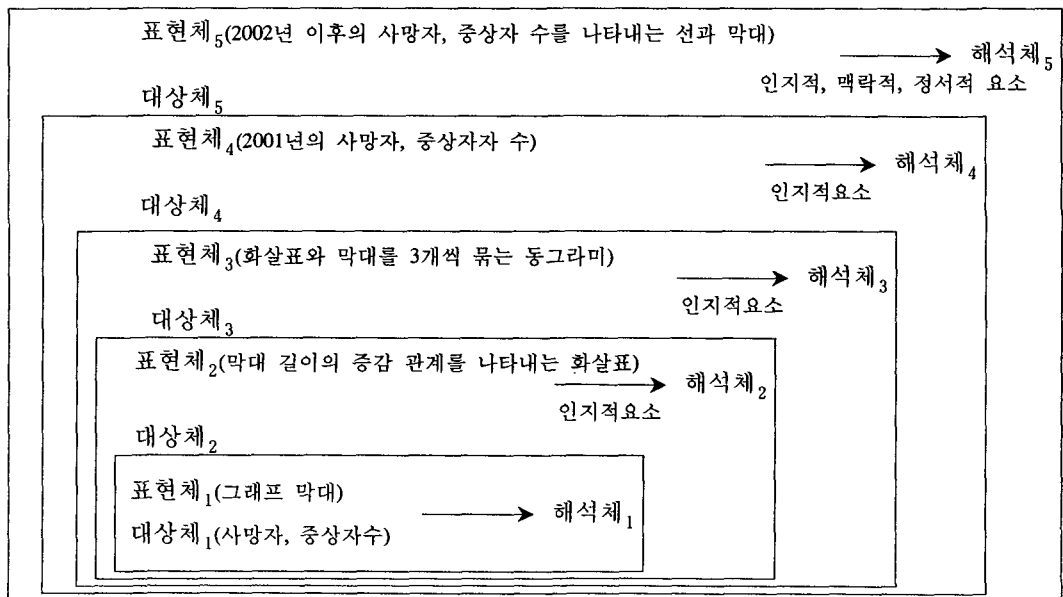 표현체5(2002년 이후의 사망자, 중상자 수를 나타내는 선과 막대)
해석체5
인지적, 맥락적, 정서적 요소
대상체5
표현체4(2001년의 사망자, 중상자자 수)
해석체4
인지적요소
대상체4
표현체3(화살표와 막대를 3개씩 묶는 동그라미)
해석체3
인지적요소
대상체3
표현체2(막대 길이의 증감 관계를 나타내는 화살표)
해석체2
인지적요소
대상체2
표현체1(그래프 막대)
해석체1
대상체1(사망자, 중상자수)